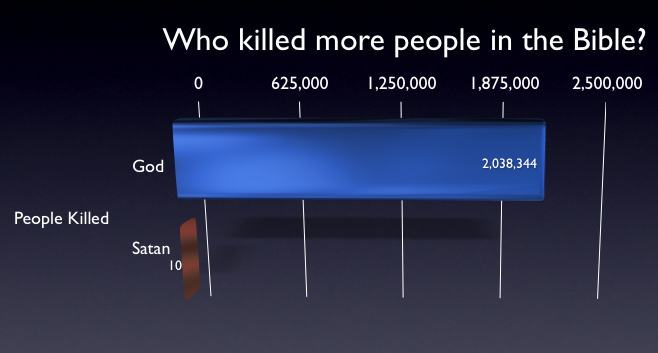 Who killed more people in the Bible?
0 625,000 1,250,000 1,875,000 2,500,000
God 2,038,344
People Killed
Satan
10